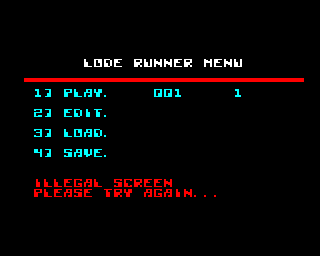 LODE RUNNER MENU
1] PLAY. 001 1
2] EDIT.
3] LOAD.
4] SAVE.
ILLEGAL SCREEN
PLEASE TRY AGAIN...